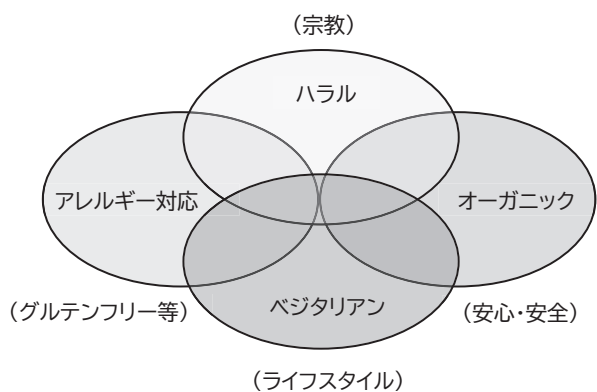 （宗教）
ハラル
アレルギー対応
オーガニック
（グルテンフリー等）
ベジタリアン
（安心・安全）
（ライフスタイル）